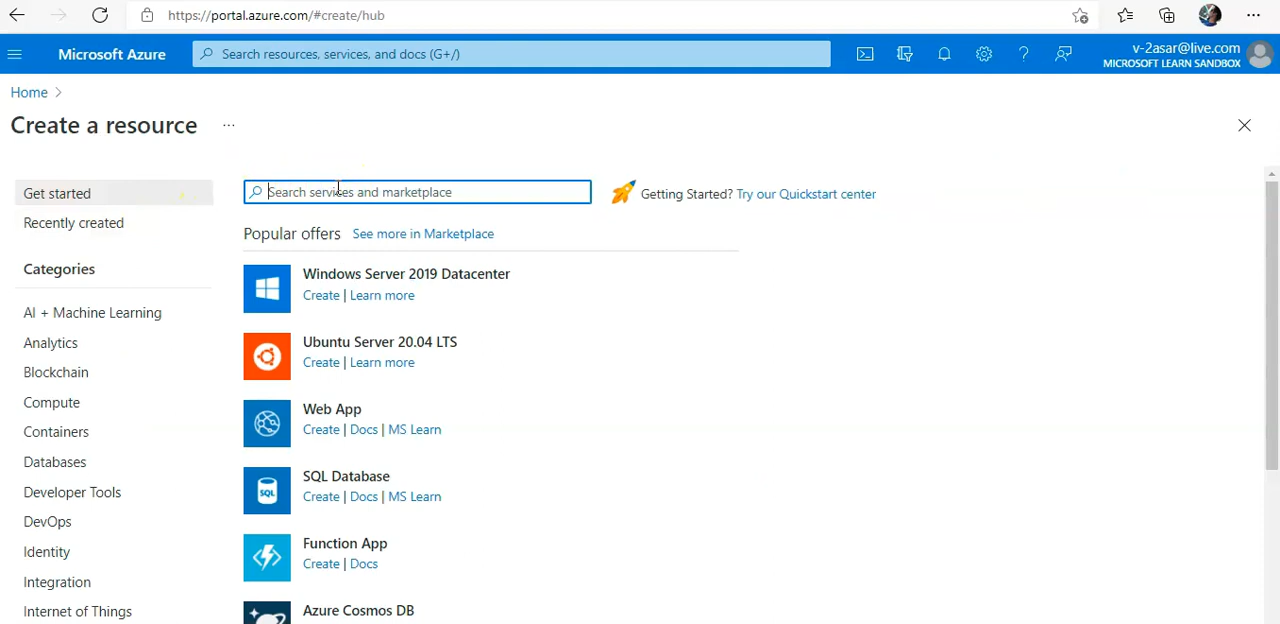 https://portal.azure.com/#create/hub
Microsoft Azure
Search resources, services, and docs (G+/)
v-2asar@live.com
MICROSOFT LEARN SANDBOX
Home >
Create a resource
...
Get started
Recently created
Categories
AI + Machine Learning
Analytics
Blockchain
Compute
Containers
Databases
Developer Tools
DevOps
Identity
Integration
Internet of Things
Search services and marketplace
Getting Started? Try our Quickstart center
Popular offers See more in Marketplace
Windows Server 2019 Datacenter
Create | Learn more
Ubuntu Server 20.04 LTS
Create | Learn more
Web App
Create | Docs | MS Learn
SQL
SQL Database
Create | Docs | MS Learn
Function App
Create | Docs
Azure Cosmos DB